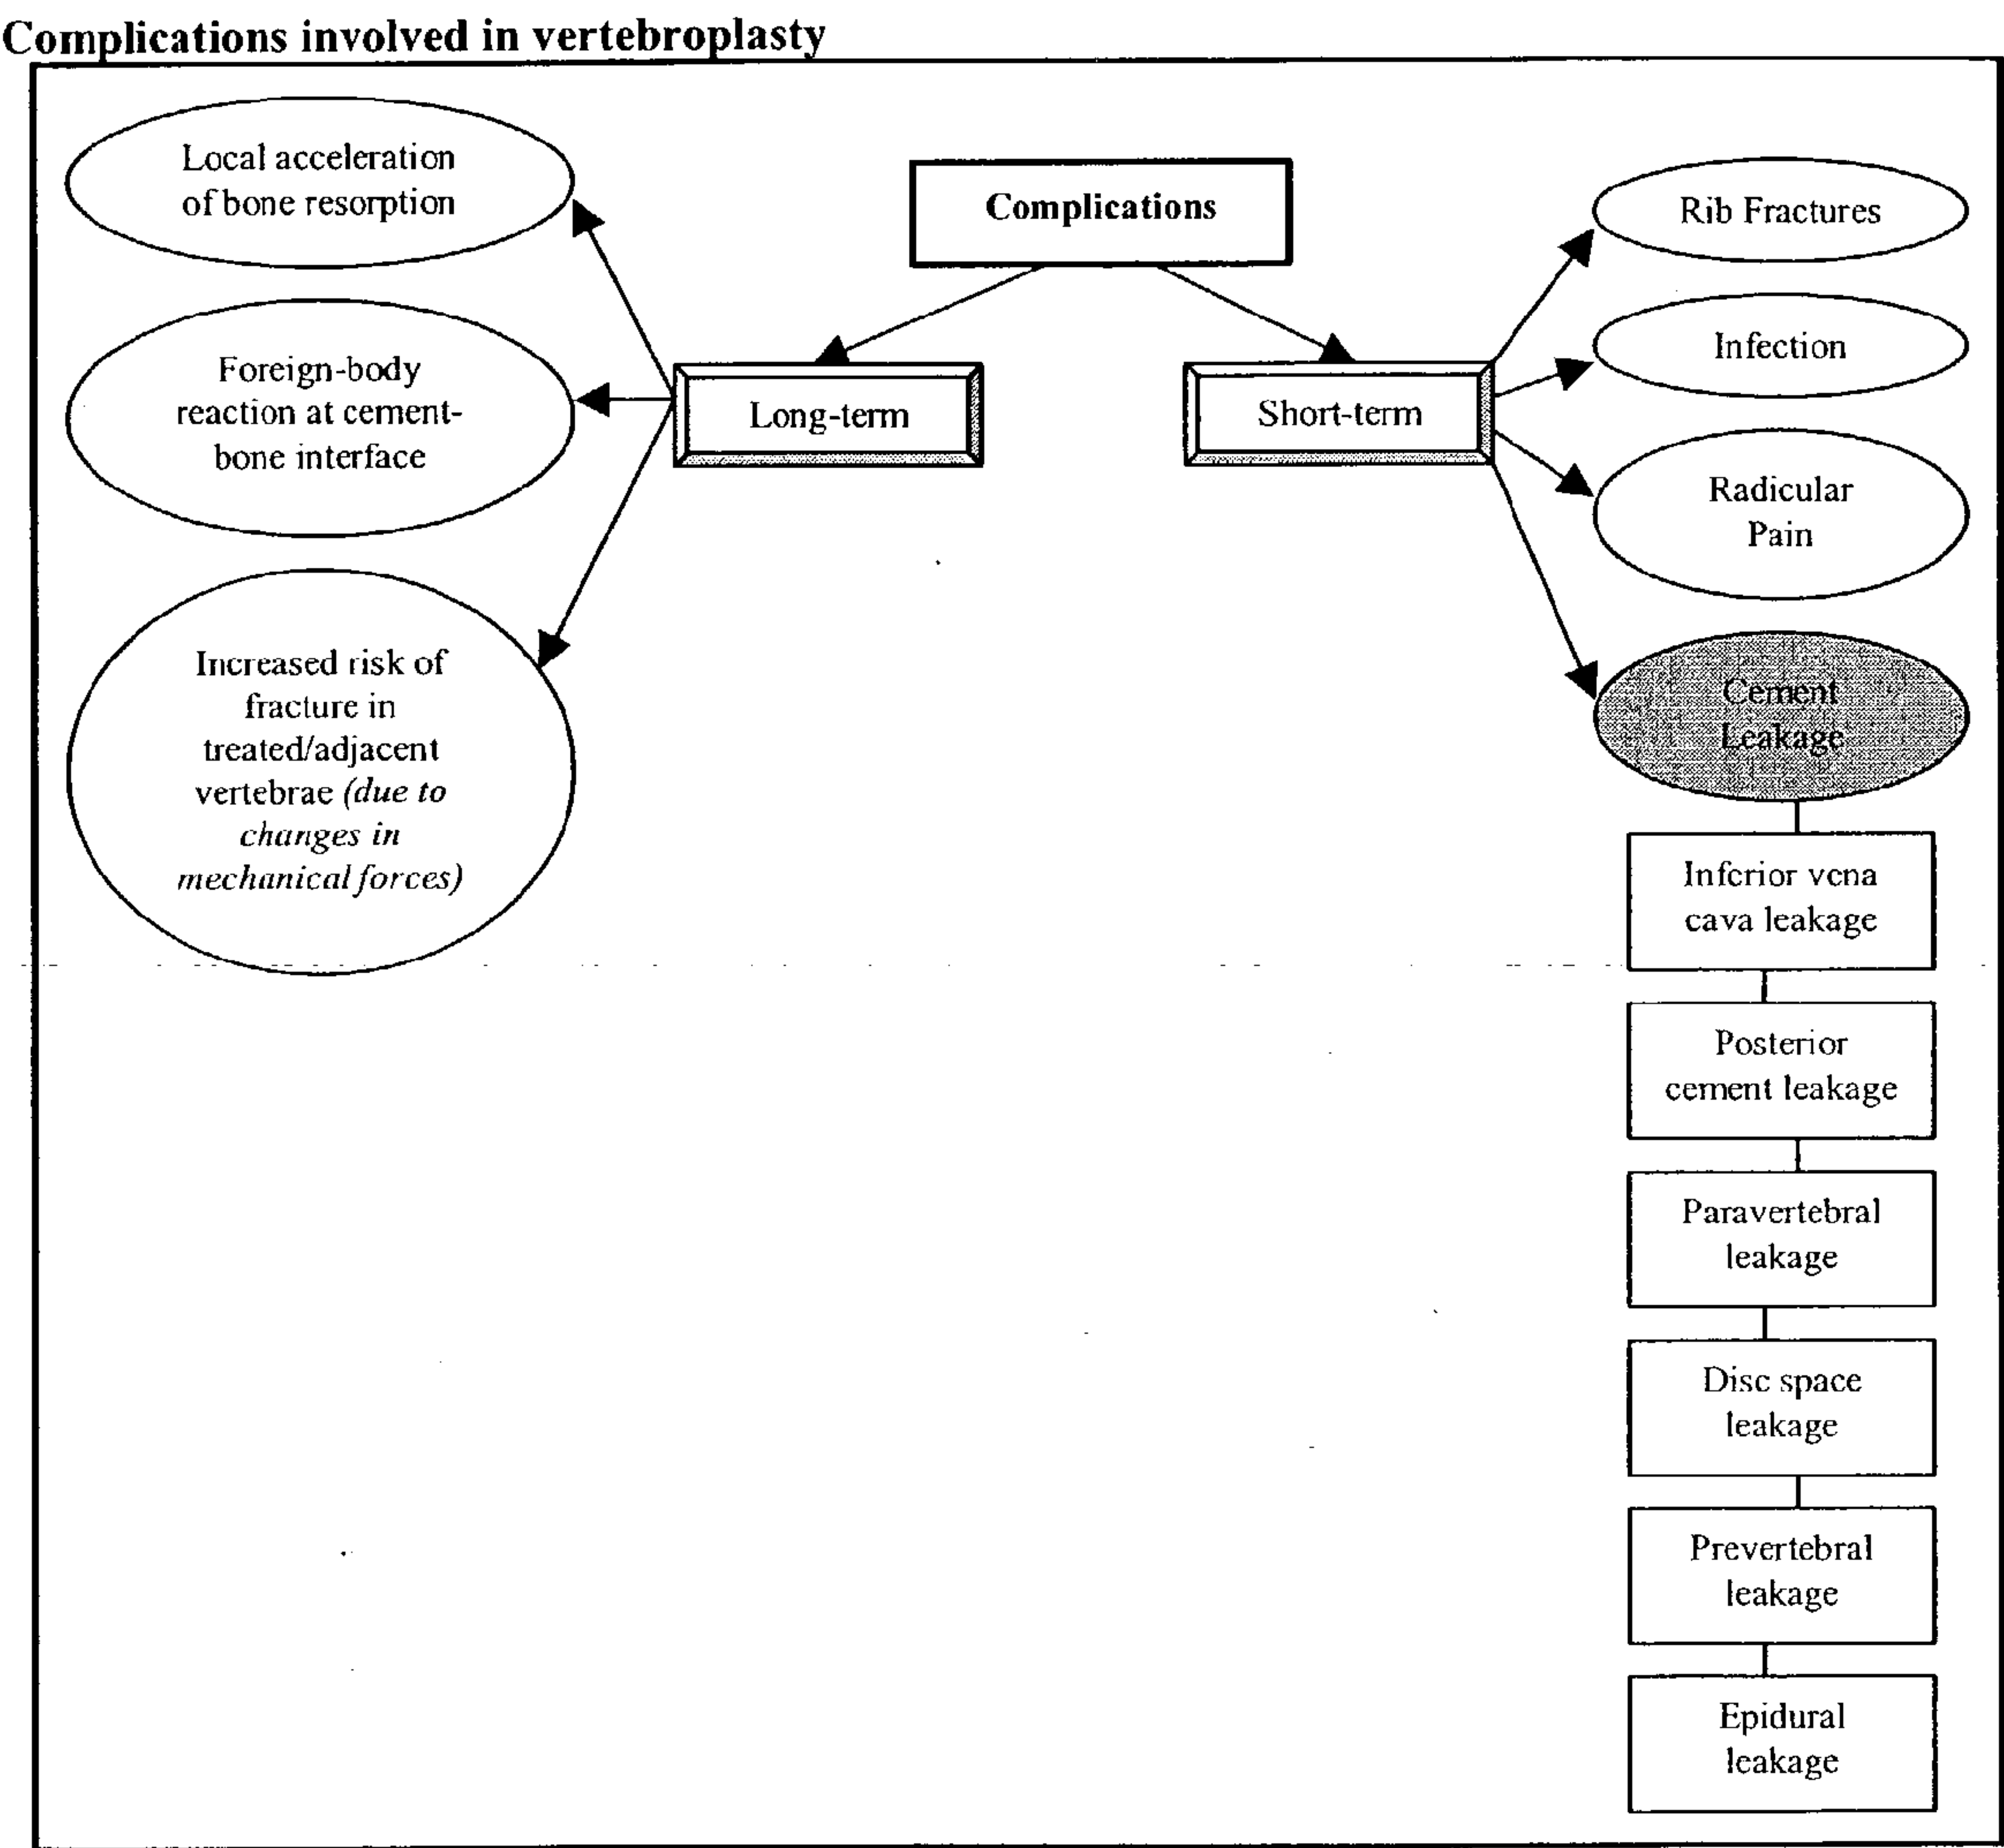 Complications involved in vertebroplasty
Complications
Long-term
Local acceleration
of bone resorption
Foreign-body
reaction at cement-
bone interface
Increased risk of
fracture in
treated/adjacent
vertebrae (due to
changes in
mechanical forces)
Short-term
Rib Fractures
Infection
Radicular
Pain
Cement
Leakage
Inferior vena
cava leakage
Posterior
cement leakage
Paravertebral
leakage
Disc space
leakage
Prevertebral
leakage
Epidural
leakage